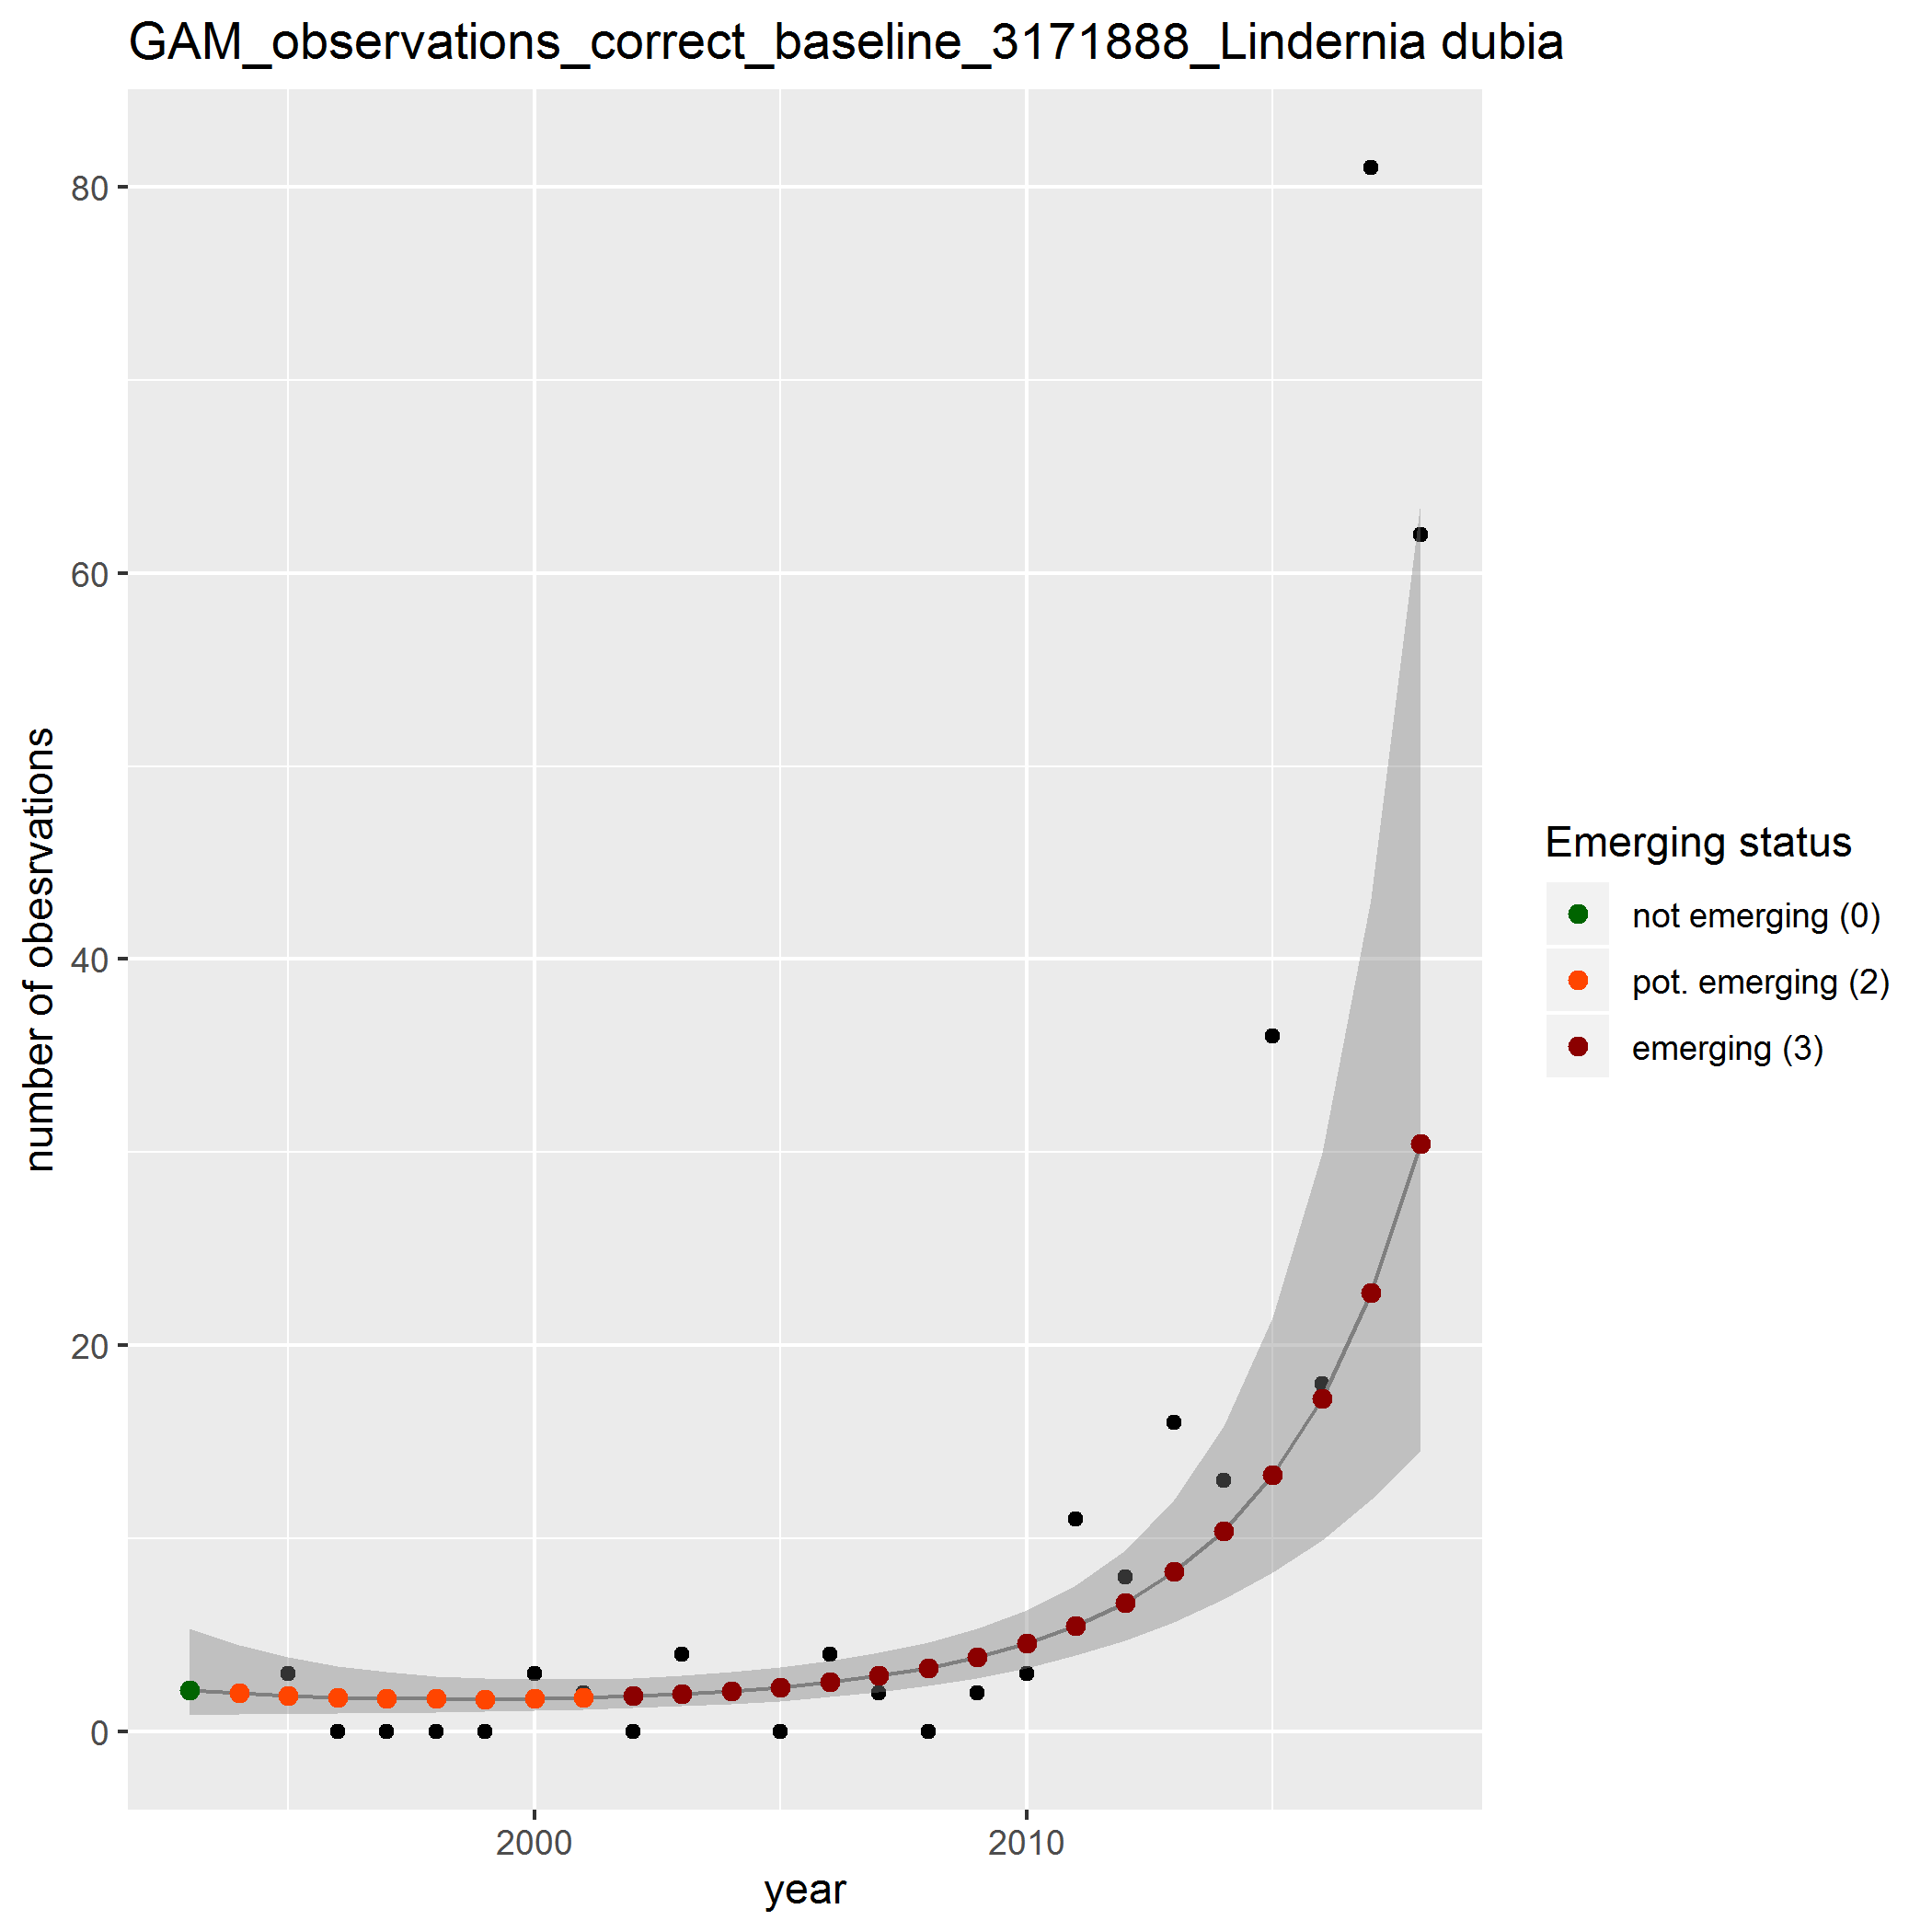 GAM_observations_correct_baseline_3171888_Lindernia dubia
80
60
40
20
0
number of obesrvations
2000
2010
year
Emerging status
not emerging (0)
pot. emerging (2)
emerging (3)